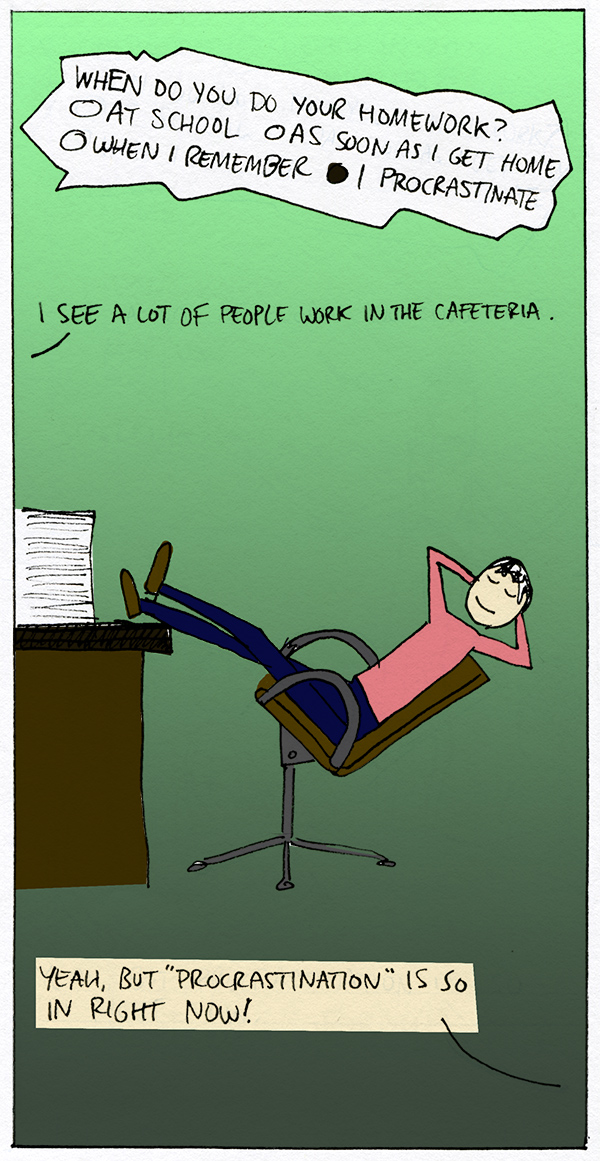 WHEN DO YOU DO YOUR HOMEWORK?
○ AT SCHOOL ○ AS SOON AS I GET HOME
○ WHEN I REMEMBER ● I PROCRASTINATE
I SEE A LOT OF PEOPLE WORK IN THE CAFETERIA.
YEAH, BUT "PROCRASTINATION" IS SO
IN RIGHT NOW!